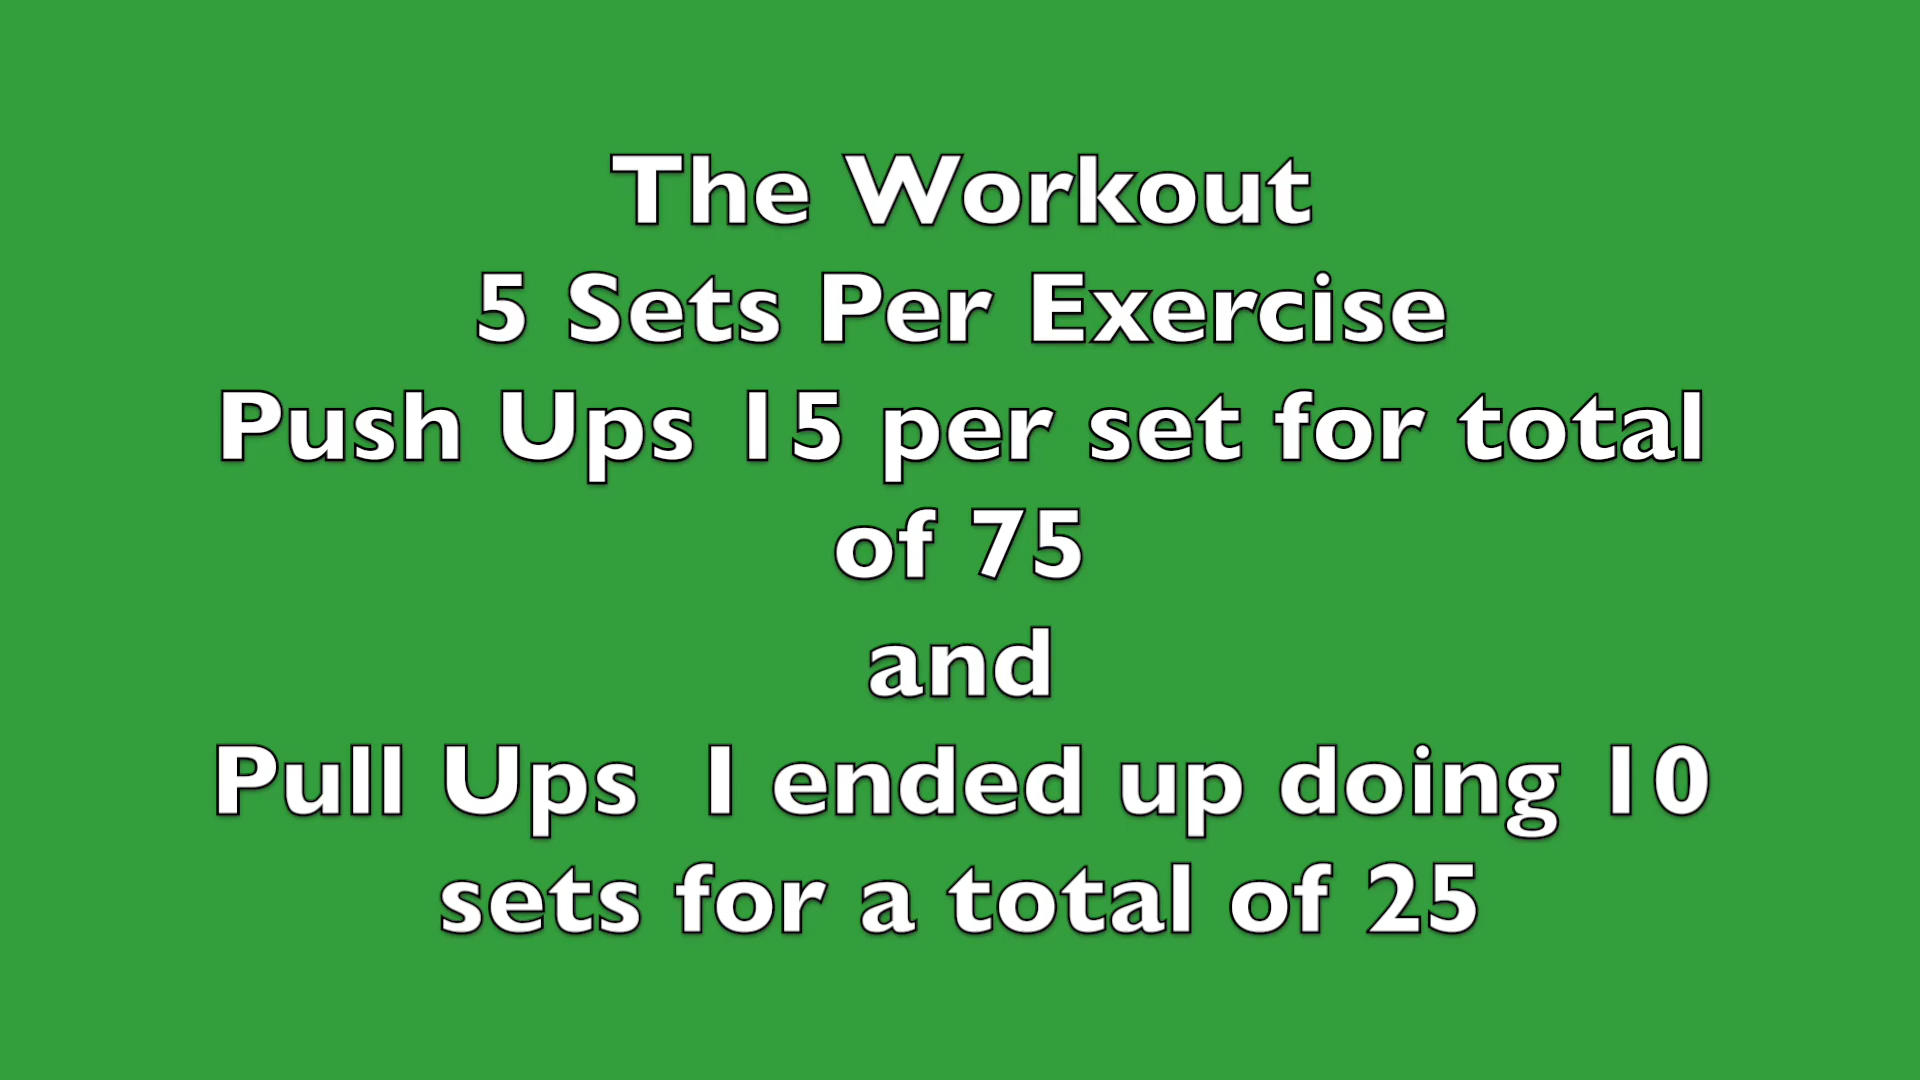 The Workout
5 Sets Per Exercise
Push Ups 15 per set for total
of 75
and
Pull Ups  I ended up doing 10
sets for a total of 25